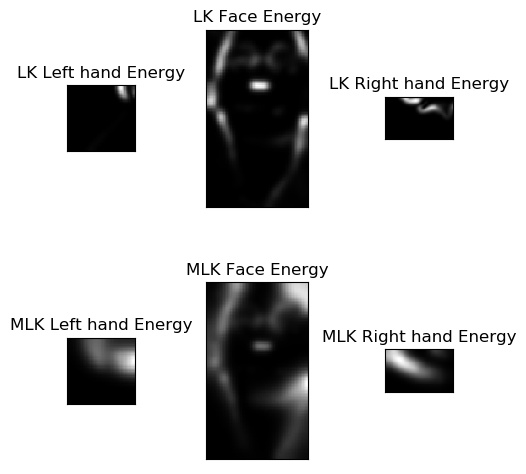 LK Face Energy
LK Left hand Energy
LK Right hand Energy
MLK Face Energy
MLK Left hand Energy
MLK Right hand Energy